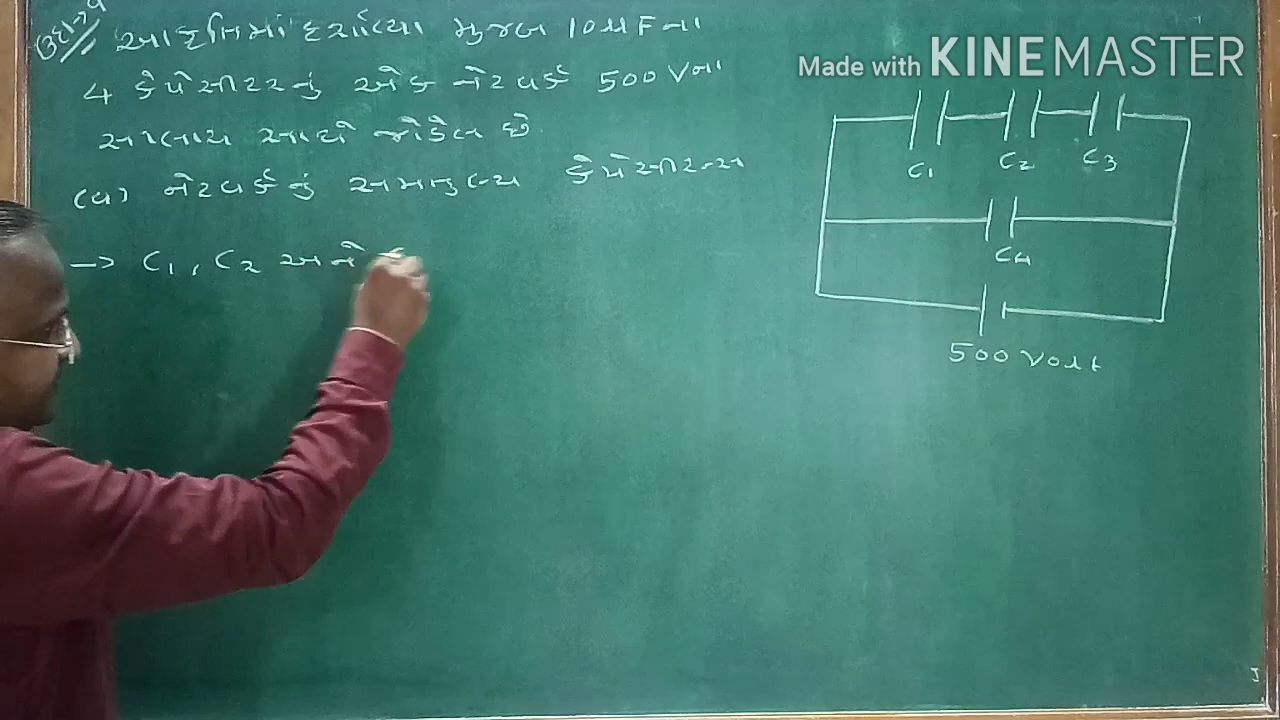 ઉદા-૧ આકૃતિમાં દર્શાવ્યા મુજબ 10μFના
4 કેપેસીટરનું એક નેટવર્ક 500 Vના
સપ્લાય સાથે જોડેલ છે.
(a) નેટવર્કનું સમતુલ્ય કેપેસીટન્સ
→ C1, C2 અને
Made with KINEMASTER
C1 C2 C3
C4
500 Volt